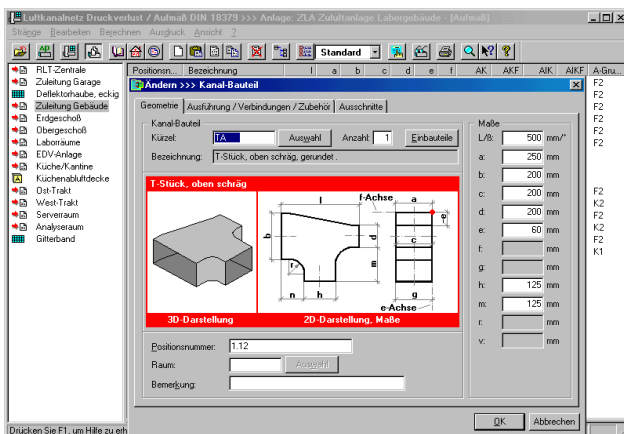 Luftkanalnetz Druckverlust / Aufmaß DIN 18379 >>> Anlage: ZLA Zuluftanlage Laborgebäude - [Aufmaß]
Stränge Bearbeiten Berechnen Ausdruck Ansicht ?
Standard
RLT-Zentrale
Zuleitung Garage
Deflektorhaube, eckig
Zuleitung Gebäude
Erdgeschoß
Obergeschoß
Laborräume
EDV-Anlage
Küche/Kantine
Küchenabluftdecke
Ost-Trakt
West-Trakt
Serverraum
Analyseraum
Gitterband
Positionsn... Bezeichnung l a b c d e f AK AKF AIK AIKF A-Gru...
F2
F2
F2
F2
F2
F2
K2
F2
K2
F2
K1
Ändern >>> Kanal-Bauteil
Geometrie Ausführung / Verbindungen / Zubehör Ausschnitte
Kanal-Bauteil
Kürzel: TA Auswahl Anzahl: 1 Einbauteile
Bezeichnung: T-Stück, oben schräg, gerundet .
T-Stück, oben schräg
l f-Achse a
b d e
c
r m
n h g
e-Achse
3D-Darstellung 2D-Darstellung, Maße
Positionsnummer: 1.12
Raum: Auswahl
Bemerkung:
Maße
L/ß: 500 mm/°
a: 250 mm
b: 200 mm
c: 200 mm
d: 200 mm
e: 60 mm
f: mm
g: mm
h: 125 mm
m: 125 mm
r: mm
v: mm
OK Abbrechen
Drücken Sie F1, um Hilfe zu erh